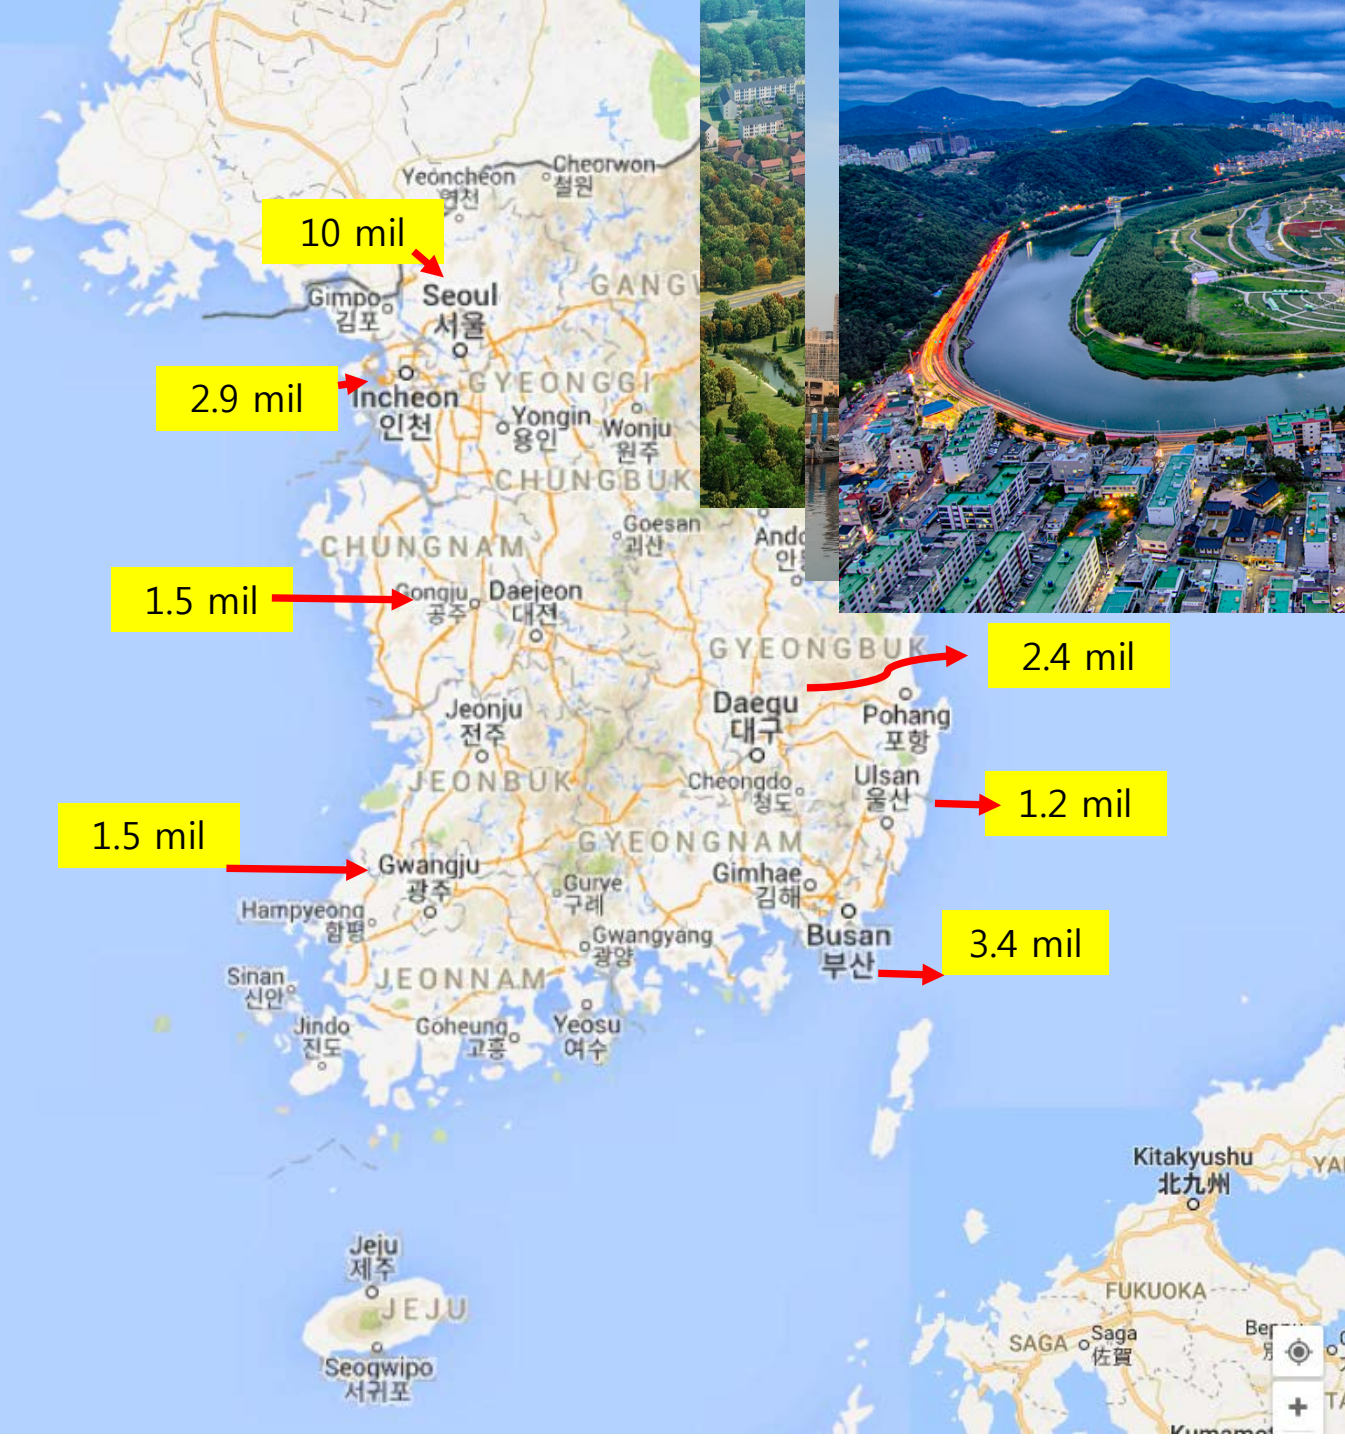 Yeoncheon
연천
Cheorwon
철원
10 mil
Gimpo
김포
Seoul
서울
2.9 mil
Incheon
인천
GYEONGGI
Yongin
용인
Wonju
원주
CHUNGBUK
Goesan
괴산
CHUNGNAM
1.5 mil
Gongju
공주
Daejeon
대전
GYEONGBUK
2.4 mil
Daegu
대구
Pohang
포항
Jeonju
전주
JEONBUK
Cheongdo
청도
Ulsan
울산
1.2 mil
1.5 mil
GYEONGNAM
Gwangju
광주
Gurye
구례
Gimhae
김해
Hampyeong
함평
Gwangyang
광양
Busan
부산
3.4 mil
JEONNAM
Sinan
신안
Jindo
진도
Goheung
고흥
Yeosu
여수
Kitakyushu
北九州
Jeju
제주
JEJU
FUKUOKA
SAGA
Saga
佐賀
Seogwipo
서귀포
+